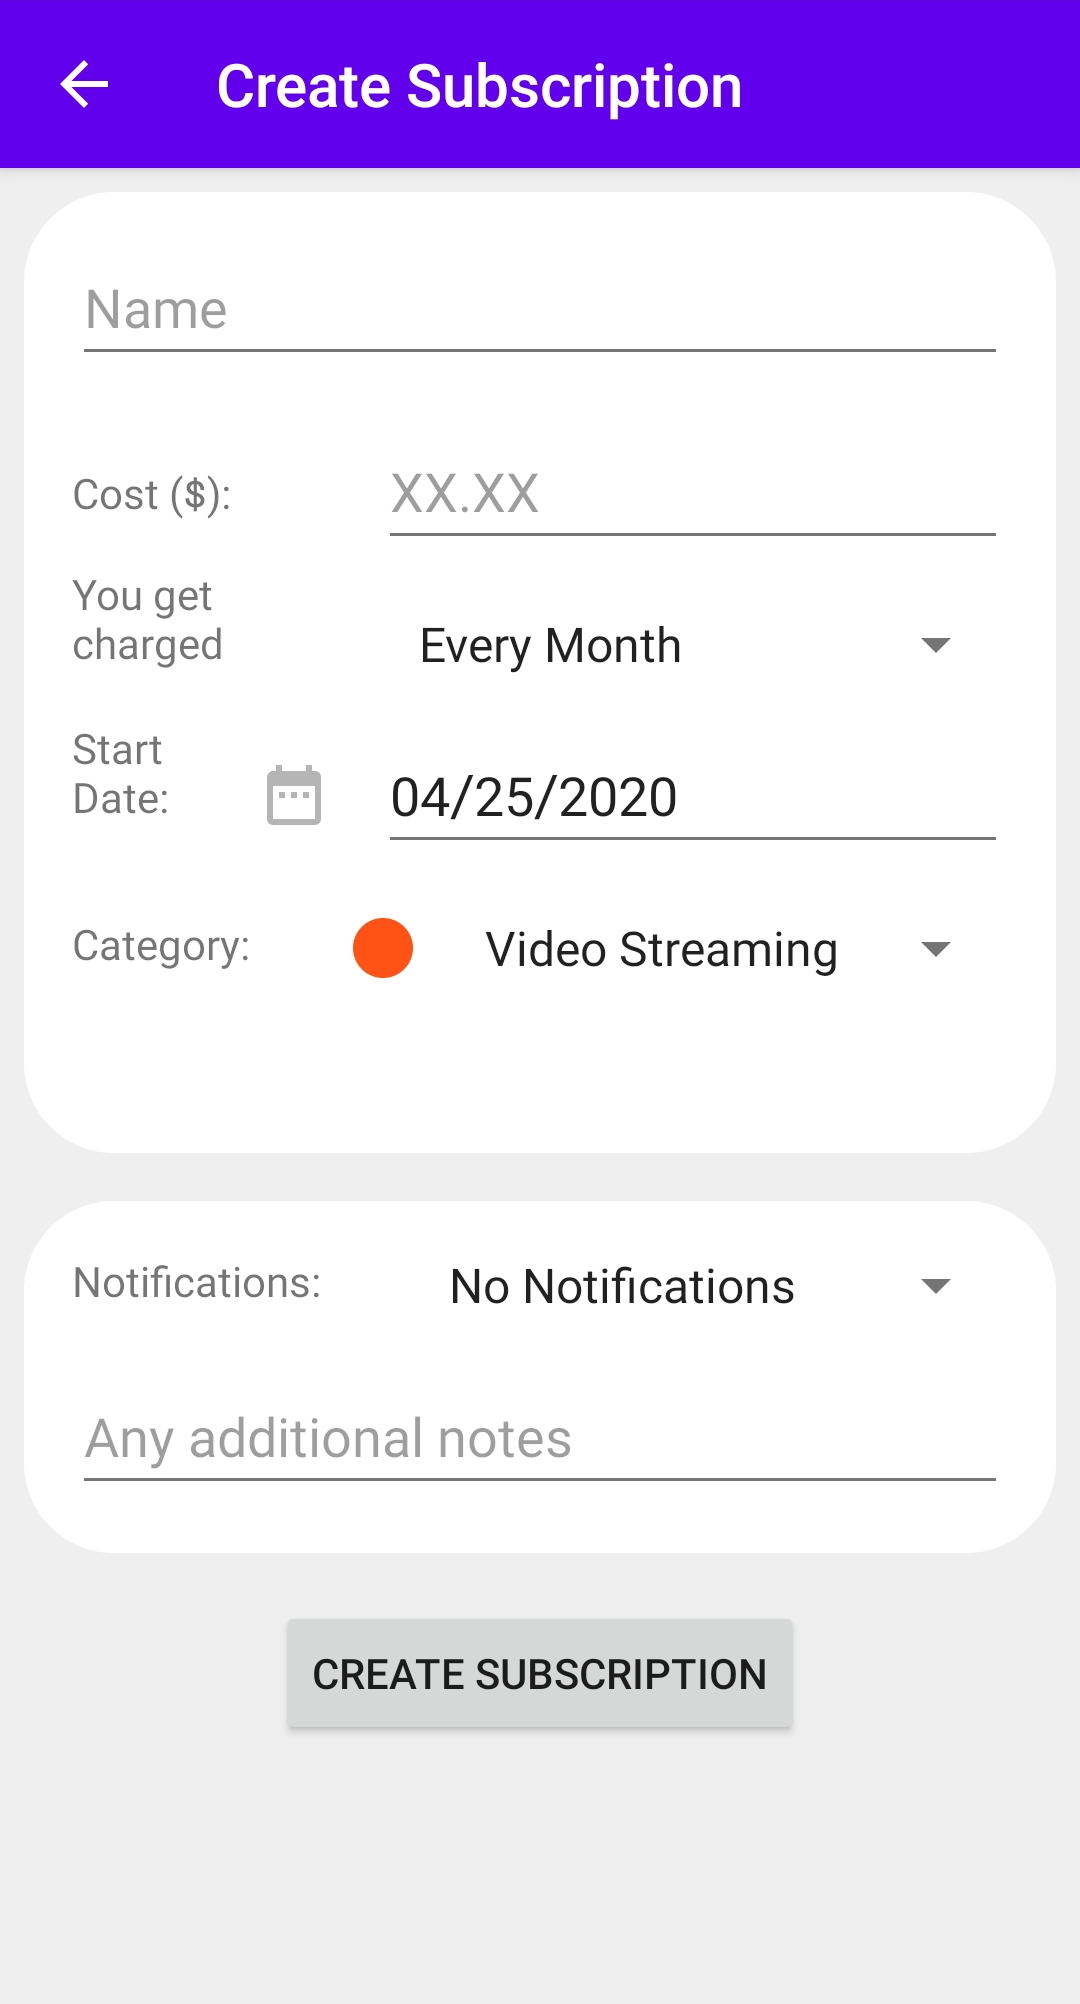 Create Subscription
Name
Cost ($):
XX.XX
You get
charged
Every Month
Start
Date:
04/25/2020
Category:
Video Streaming
Notifications:
No Notifications
Any additional notes
CREATE SUBSCRIPTION